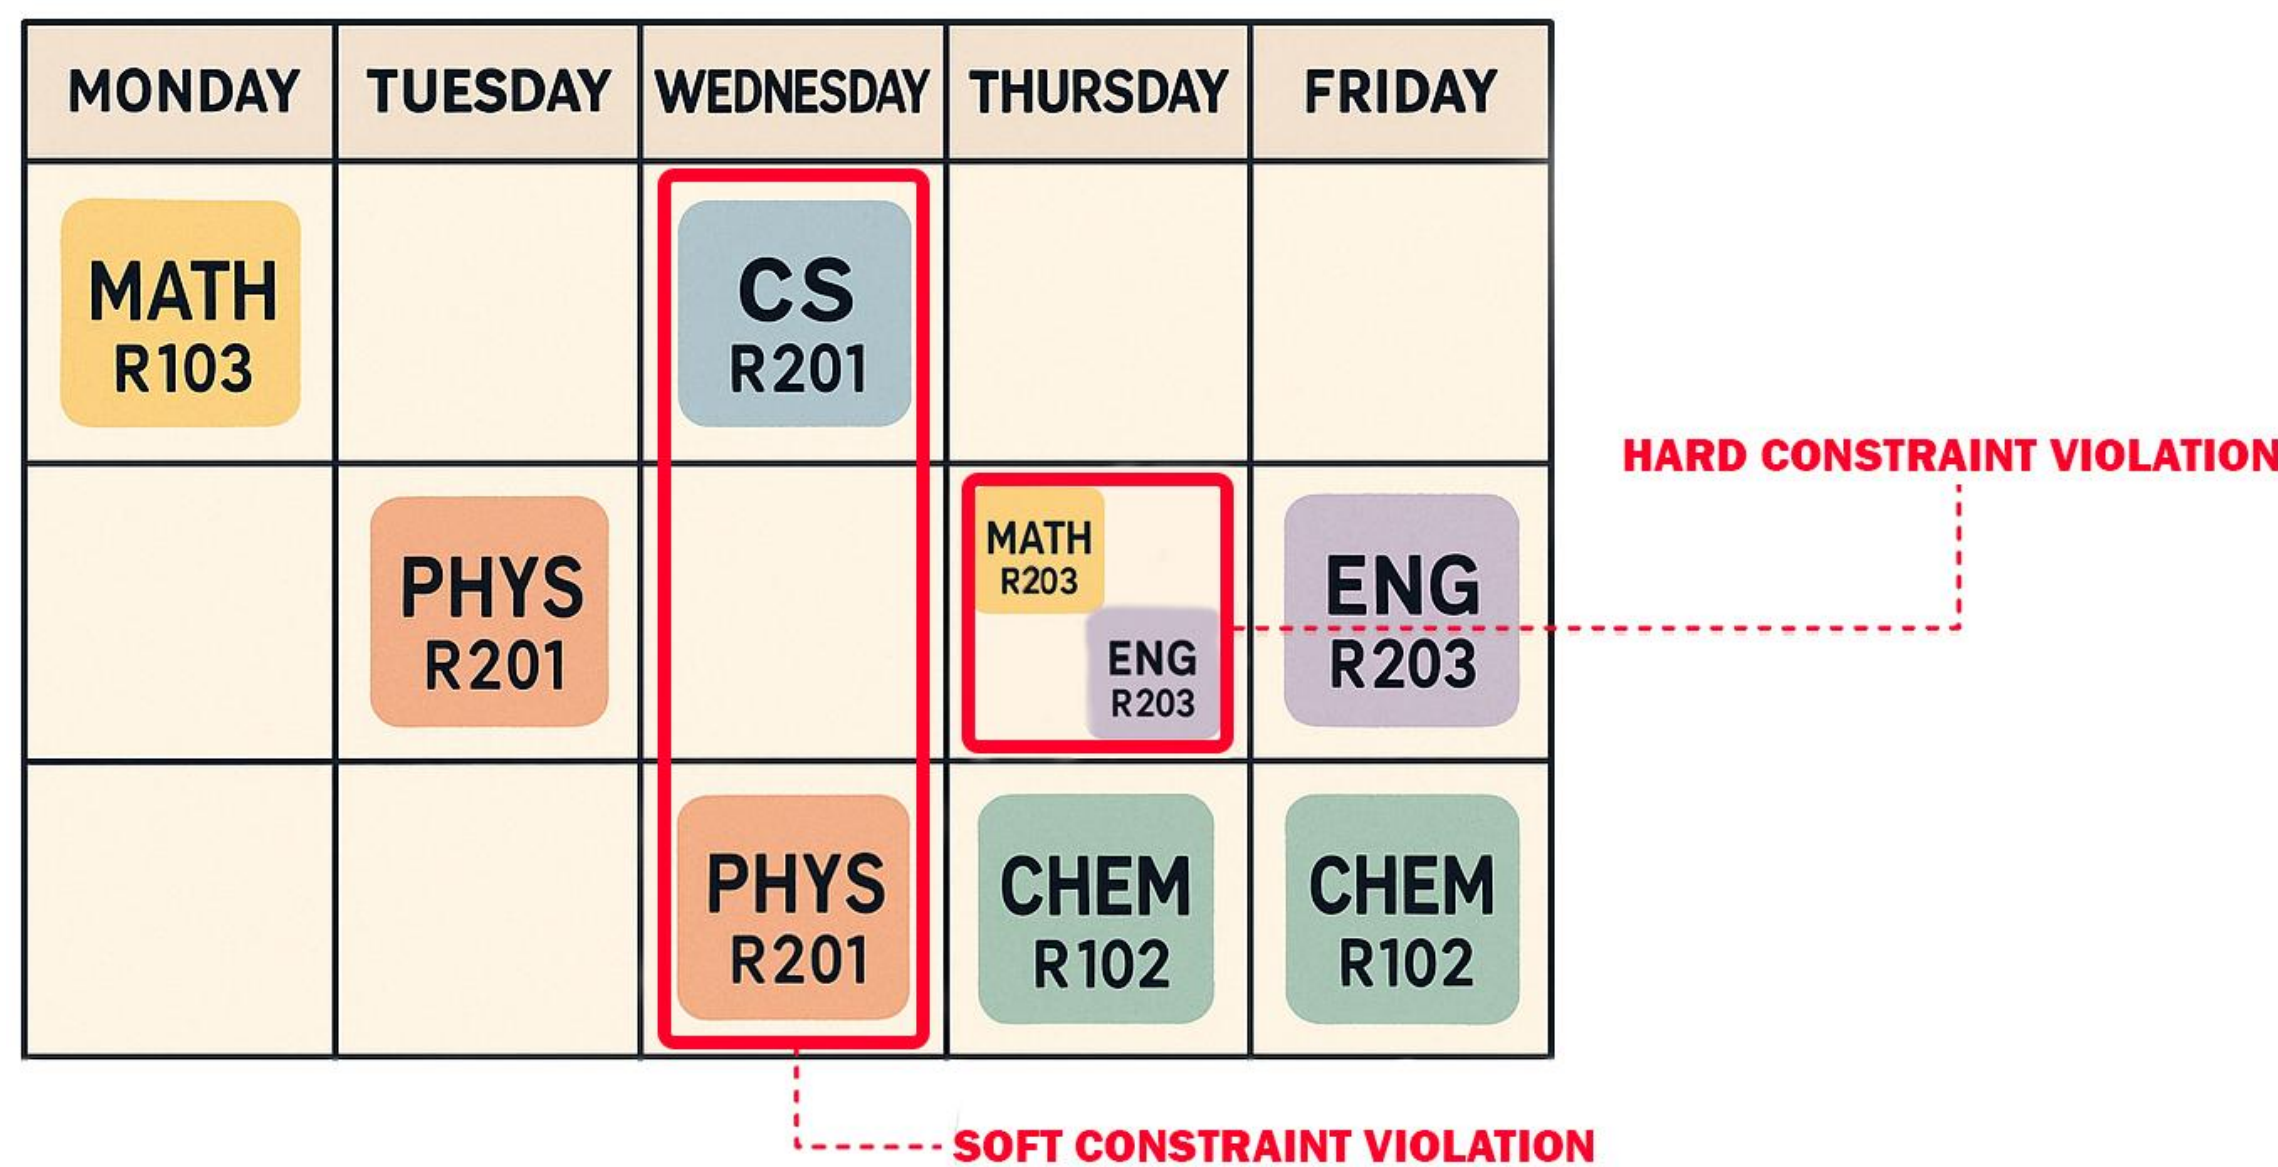 MONDAY TUESDAY WEDNESDAY THURSDAY FRIDAY
MATH
R103
CS
R201
HARD CONSTRAINT VIOLATION
PHYS
R201
MATH
R203
ENG
R203
ENG
R203
PHYS
R201
CHEM
R102
CHEM
R102
SOFT CONSTRAINT VIOLATION